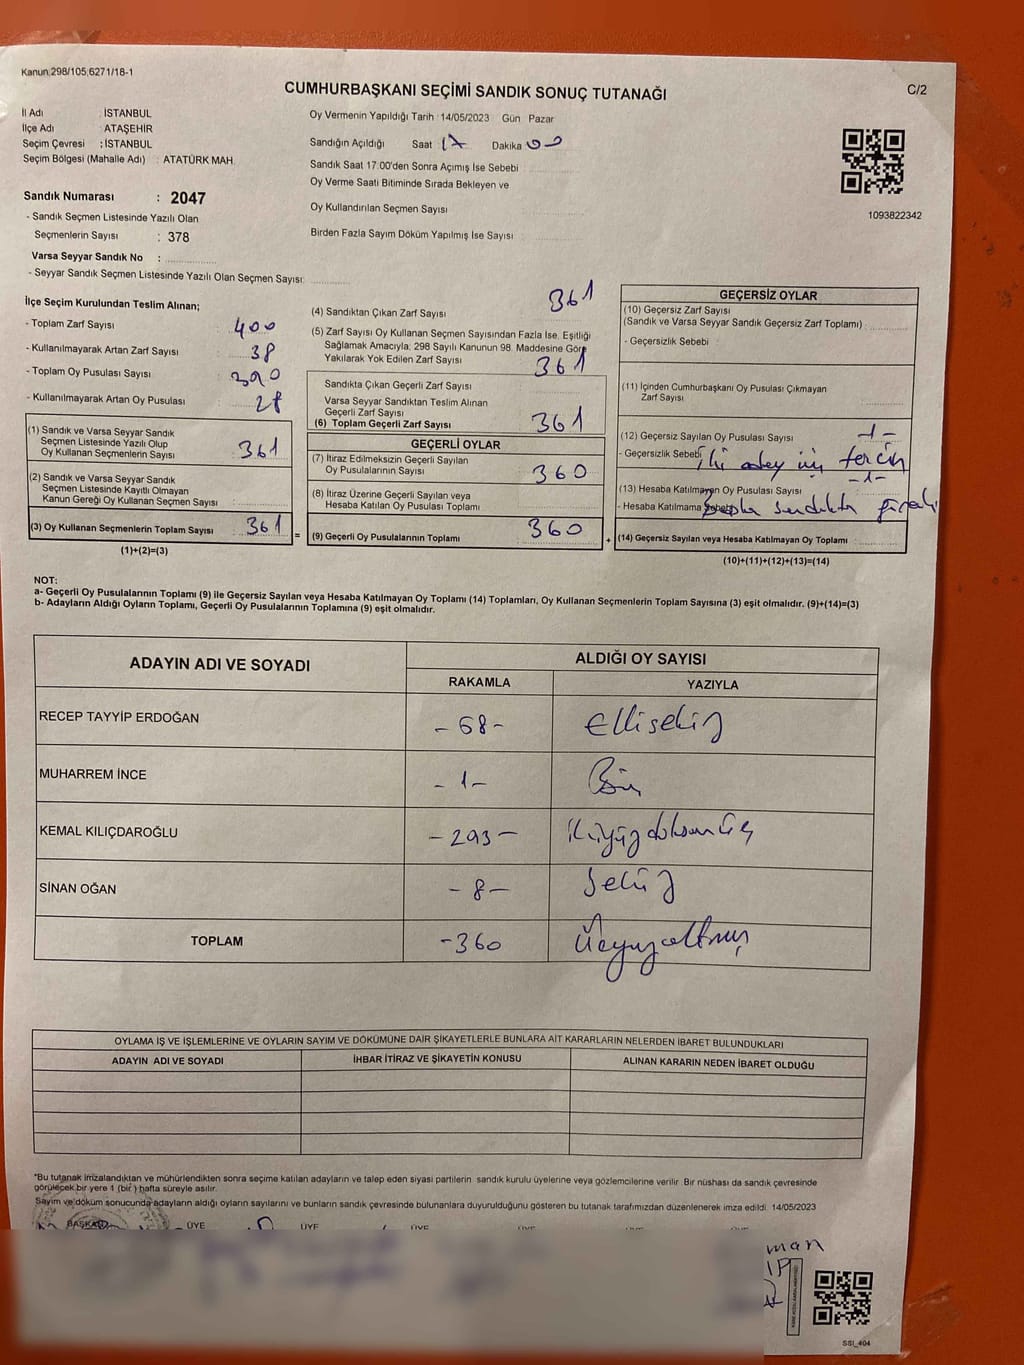 Kanun;298/105;6271/18-1
CUMHURBAŞKANI SEÇİMİ SANDIK SONUÇ TUTANAĞI
C/2
İl Adı : İSTANBUL
İlçe Adı : ATAŞEHİR
Seçim Çevresi : İSTANBUL
Seçim Bölgesi (Mahalle Adı) : ATATÜRK MAH.
Sandık Numarası : 2047
- Sandık Seçmen Listesinde Yazılı Olan
Seçmenlerin Sayısı : 378
Varsa Seyyar Sandık No :
- Seyyar Sandık Seçmen Listesinde Yazılı Olan Seçmen Sayısı:
Oy Vermenin Yapıldığı Tarih :14/05/2023 Gün Pazar
Sandığın Açıldığı Saat 17 Dakika 00
Sandık Saat 17:00'den Sonra Açımış İse Sebebi
Oy Verme Saati Bitiminde Sırada Bekleyen ve
Oy Kullandırılan Seçmen Sayısı
Birden Fazla Sayım Döküm Yapılmış İse Sayısı
1093822342
İlçe Seçim Kurulundan Teslim Alınan;
- Toplam Zarf Sayısı 400
- Kullanılmayarak Artan Zarf Sayısı 38
- Toplam Oy Pusulası Sayısı 390
- Kullanılmayarak Artan Oy Pusulası 28
(1) Sandık ve Varsa Seyyar Sandık
Seçmen Listesinde Yazılı Olup
Oy Kullanan Seçmenlerin Sayısı 361
(2) Sandık ve Varsa Seyyar Sandık
Seçmen Listesinde Kayıtlı Olmayan
Kanun Gereği Oy Kullanan Seçmen Sayısı
(3) Oy Kullanan Seçmenlerin Toplam Sayısı 361
(1)+(2)=(3)
(4) Sandıktan Çıkan Zarf Sayısı 361
(5) Zarf Sayısı Oy Kullanan Seçmen Sayısından Fazla İse, Eşitliği
Sağlamak Amacıyla; 298 Sayılı Kanunun 98. Maddesine Göre
Yakılarak Yok Edilen Zarf Sayısı
Sandıkta Çıkan Geçerli Zarf Sayısı 361
Varsa Seyyar Sandıktan Teslim Alınan
Geçerli Zarf Sayısı
(6) Toplam Geçerli Zarf Sayısı 361
GEÇERLİ OYLAR
(7) İtiraz Edilmeksizin Geçerli Sayılan
Oy Pusulalarının Sayısı 360
(8) İtiraz Üzerine Geçerli Sayılan veya
Hesaba Katılan Oy Pusulası Toplamı
(9) Geçerli Oy Pusulalarının Toplamı 360
=
+
GEÇERSİZ OYLAR
(10) Geçersiz Zarf Sayısı
(Sandık ve Varsa Seyyar Sandık Geçersiz Zarf Toplamı)
- Geçersizlik Sebebi :
(11) İçinden Cumhurbaşkanı Oy Pusulası Çıkmayan
Zarf Sayısı
(12) Geçersiz Sayılan Oy Pusulası Sayısı -1-
- Geçersizlik Sebebi İki aday için tercih
(13) Hesaba Katılmayan Oy Pusulası Sayısı -1-
- Hesaba Katılmama Sebebi Başka sandıkta
(14) Geçersiz Sayılan veya Hesaba Katılmayan Oy Toplamı
(10)+(11)+(12)+(13)=(14)
NOT:
a- Geçerli Oy Pusulalarının Toplamı (9) ile Geçersiz Sayılan veya Hesaba Katılmayan Oy Toplamı (14) Toplamları, Oy Kullanan Seçmenlerin Toplam Sayısına (3) eşit olmalıdır. (9)+(14)=(3)
b- Adayların Aldığı Oyların Toplamı, Geçerli Oy Pusulalarının Toplamına (9) eşit olmalıdır.
ADAYIN ADI VE SOYADI
ALDIĞI OY SAYISI
RAKAMLA YAZIYLA
RECEP TAYYİP ERDOĞAN -58- Ellisekiz
MUHARREM İNCE -1- Bir
KEMAL KILIÇDAROĞLU -293- İkiyüzdoksanüç
SİNAN OĞAN -8- Sekiz
TOPLAM -360 Üçyüzaltmış
OYLAMA İŞ VE İŞLEMLERİNE VE OYLARIN SAYIM VE DÖKÜMÜNE DAİR ŞİKAYETLERLE BUNLARA AİT KARARLARIN NELERDEN İBARET BULUNDUKLARI
ADAYIN ADI VE SOYADI İHBAR İTİRAZ VE ŞİKAYETİN KONUSU ALINAN KARARIN NEDEN İBARET OLDUĞU
*Bu tutanak imzalandıktan ve mühürlendikten sonra seçime katılan adayların ve talep eden siyasi partilerin sandık kurulu üyelerine veya gözlemcilerine verilir. Bir nüshası da sandık çevresinde
görülecek bir yere 1 (bir) hafta süreyle asılır.
Sayım ve döküm sonucunda adayların aldığı oyların sayılarını ve bunların sandık çevresinde bulunanlara duyurulduğunu gösteren bu tutanak tarafımızdan düzenlenerek imza edildi. 14/05/2023
BAŞKAN ÜYE ÜYE ÜYE
SSI_404